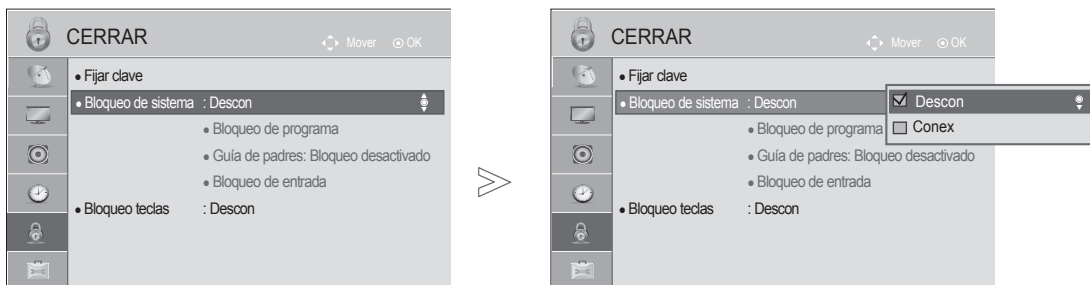 CERRAR
Mover OK
• Fijar clave
• Bloqueo de sistema : Descon
• Bloqueo de programa
• Guía de padres: Bloqueo desactivado
• Bloqueo de entrada
• Bloqueo teclas : Descon
CERRAR
Mover OK
• Fijar clave
• Bloqueo de sistema : Descon
Descon
• Bloqueo de programa
Conex
• Guía de padres: Bloqueo desactivado
• Bloqueo de entrada
• Bloqueo teclas : Descon